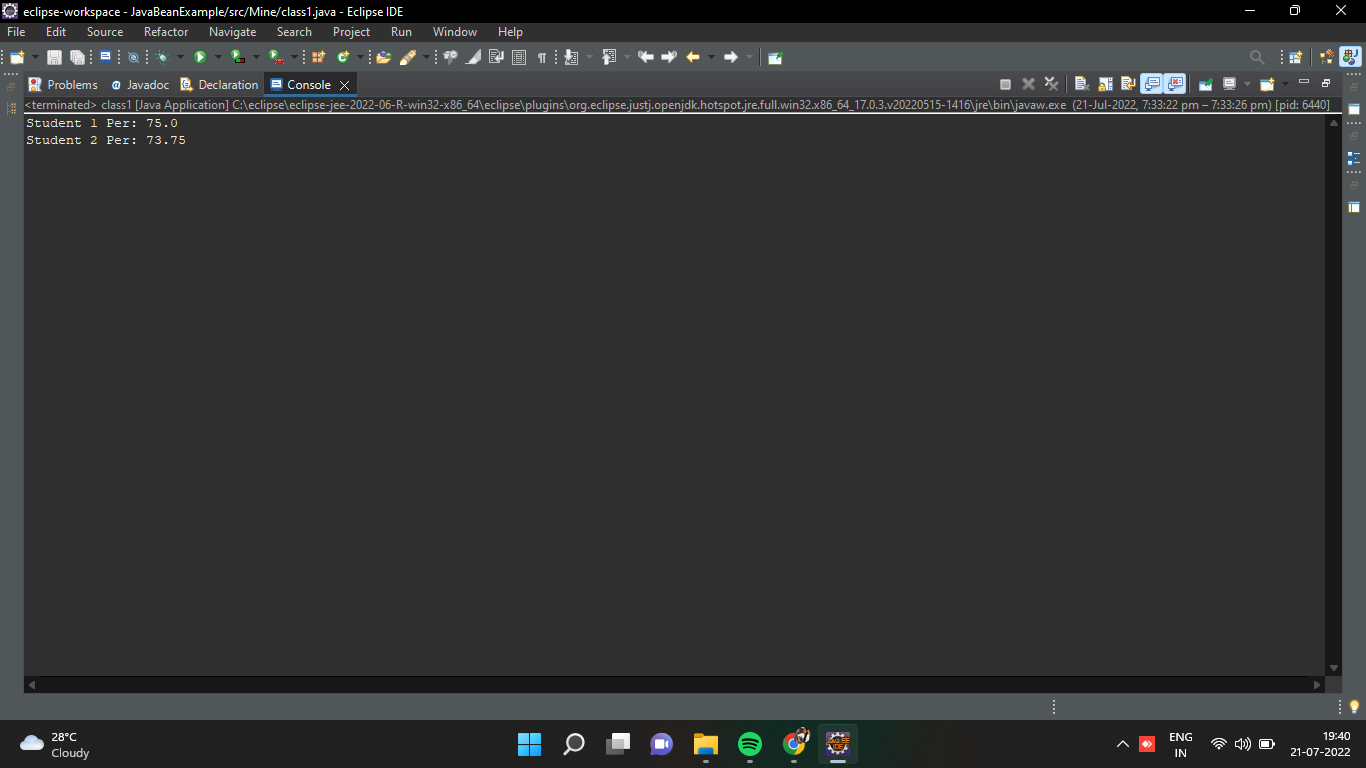 eclipse-workspace - JavaBeanExample/src/Mine/class1.java - Eclipse IDE
File Edit Source Refactor Navigate Search Project Run Window Help
Problems @ Javadoc Declaration Console
<terminated> class1 [Java Application] C:\eclipse\eclipse-jee-2022-06-R-win32-x86_64\eclipse\plugins\org.eclipse.justj.openjdk.hotspot.jre.full.win32.x86_64_17.0.3.v20220515-1416\jre\bin\javaw.exe (21-Jul-2022, 7:33:22 pm – 7:33:26 pm) [pid: 6440]
Student 1 Per: 75.0
Student 2 Per: 73.75
28°C
Cloudy
Java EE
IDE
ENG
IN
19:40
21-07-2022